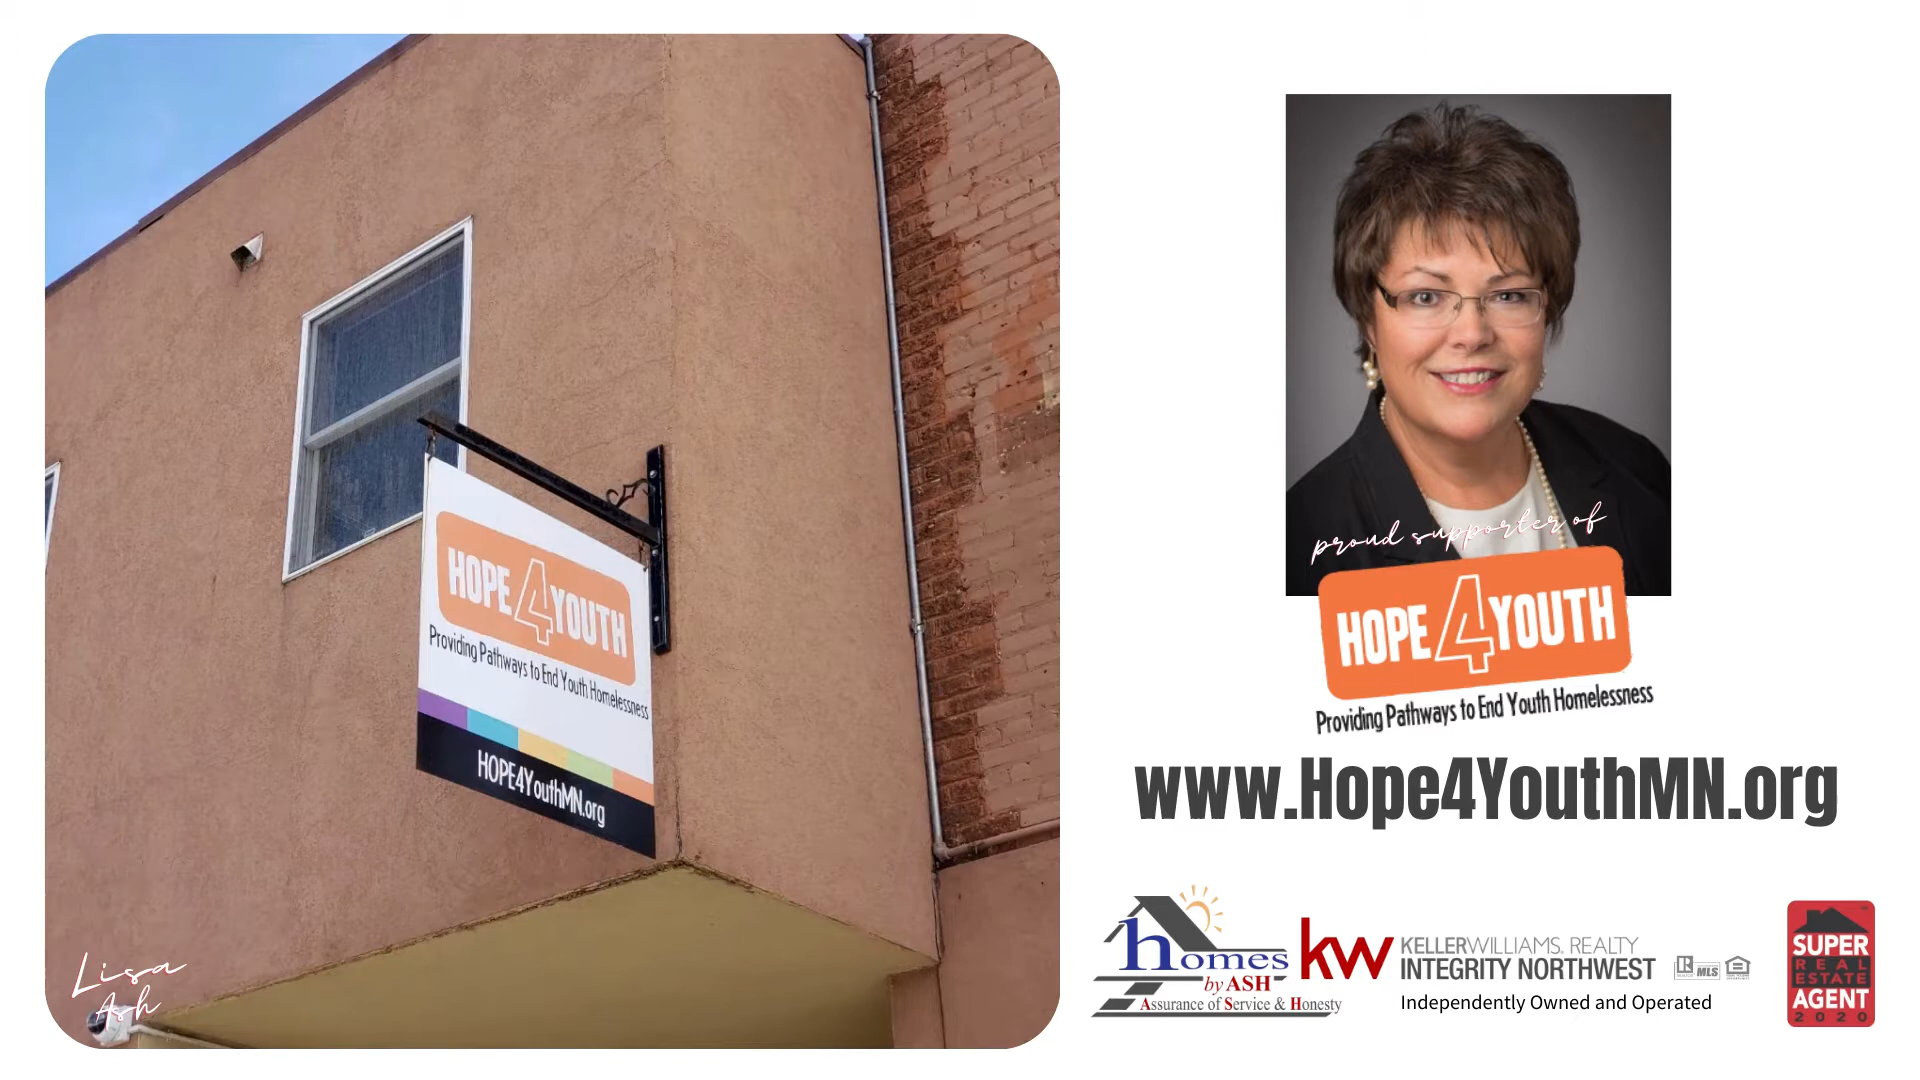 HOPE 4 YOUTH
Providing Pathways to End Youth Homelessness
HOPE4YouthMN.org
Lisa
Ash
proud supporter of
HOPE 4 YOUTH
Providing Pathways to End Youth Homelessness
www.Hope4YouthMN.org
homes
by ASH
Assurance of Service & Honesty
kw
KELLERWILLIAMS. REALTY
INTEGRITY NORTHWEST
Independently Owned and Operated
R MLS
SUPER
REAL
ESTATE
AGENT
2020